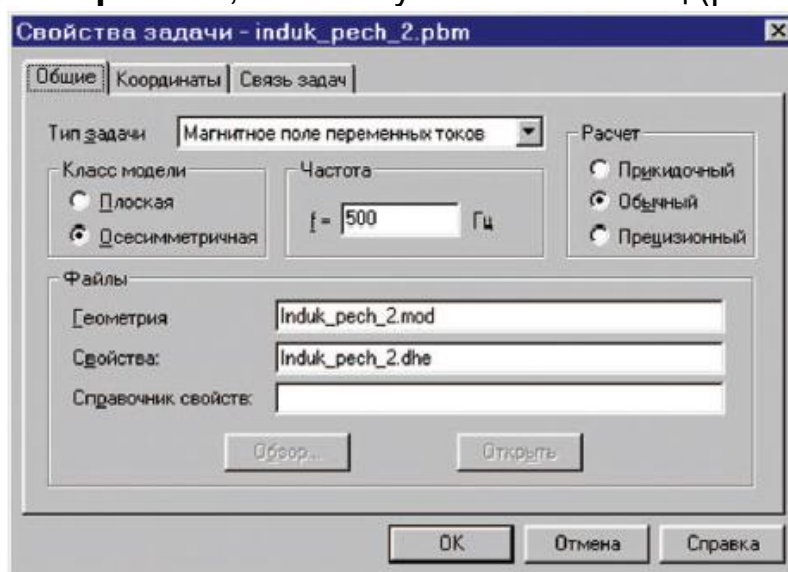 Свойства задачи - induk_pech_2.pbm
Общие Координаты Связь задач
Тип задачи Магнитное поле переменных токов
Класс модели
Плоская
Осесимметричная
Частота
f = 500 Гц
Расчет
Прикидочный
Обычный
Прецизионный
Файлы
Геометрия Induk_pech_2.mod
Свойства: Induk_pech_2.dhe
Справочник свойств:
Обзор... Открыть
OK Отмена Справка